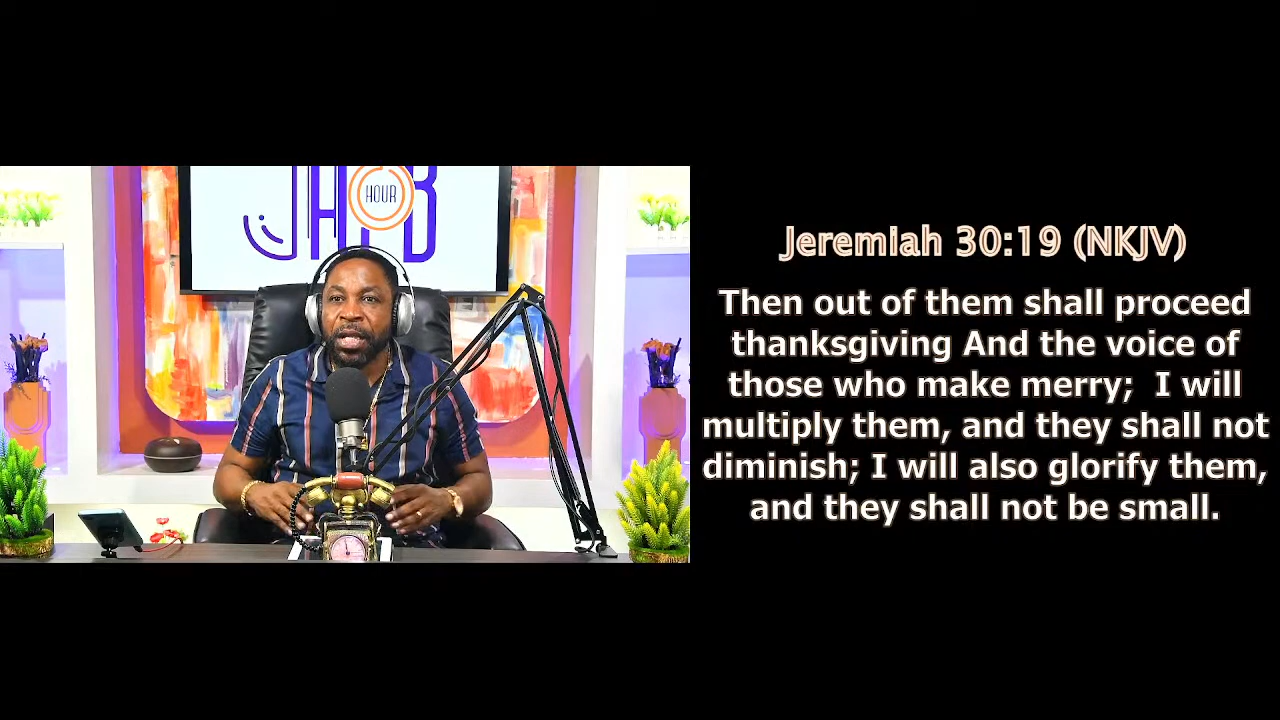 HOUR
Jeremiah 30:19 (NKJV)
Then out of them shall proceed
thanksgiving And the voice of
those who make merry;  I will
multiply them, and they shall not
diminish; I will also glorify them,
and they shall not be small.